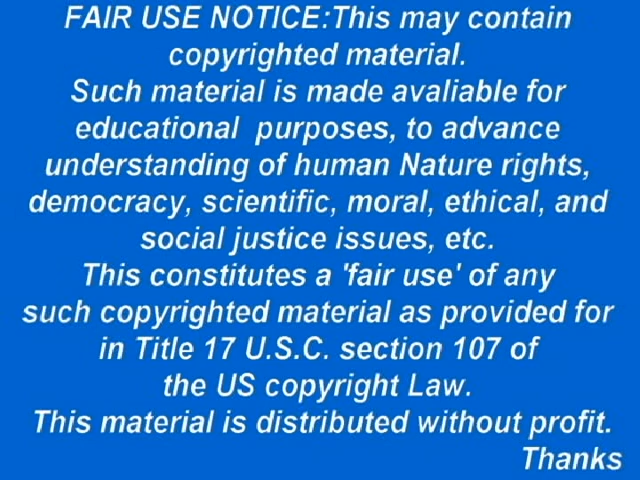 FAIR USE NOTICE:This may contain
copyrighted material.
Such material is made avaliable for
educational  purposes, to advance
understanding of human Nature rights,
democracy, scientific, moral, ethical, and
social justice issues, etc.
This constitutes a 'fair use' of any
such copyrighted material as provided for
in Title 17 U.S.C. section 107 of
the US copyright Law.
This material is distributed without profit.
Thanks